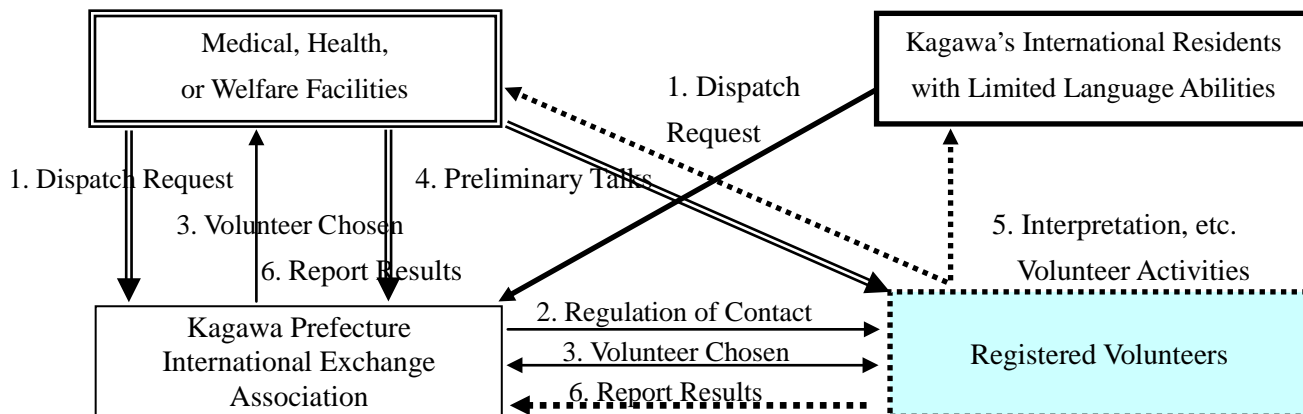 Medical, Health,
or Welfare Facilities
Kagawa’s International Residents
with Limited Language Abilities
1. Dispatch
Request
1. Dispatch Request
4. Preliminary Talks
3. Volunteer Chosen
6. Report Results
5. Interpretation, etc.
Volunteer Activities
Kagawa Prefecture
International Exchange
Association
2. Regulation of Contact
3. Volunteer Chosen
6. Report Results
Registered Volunteers